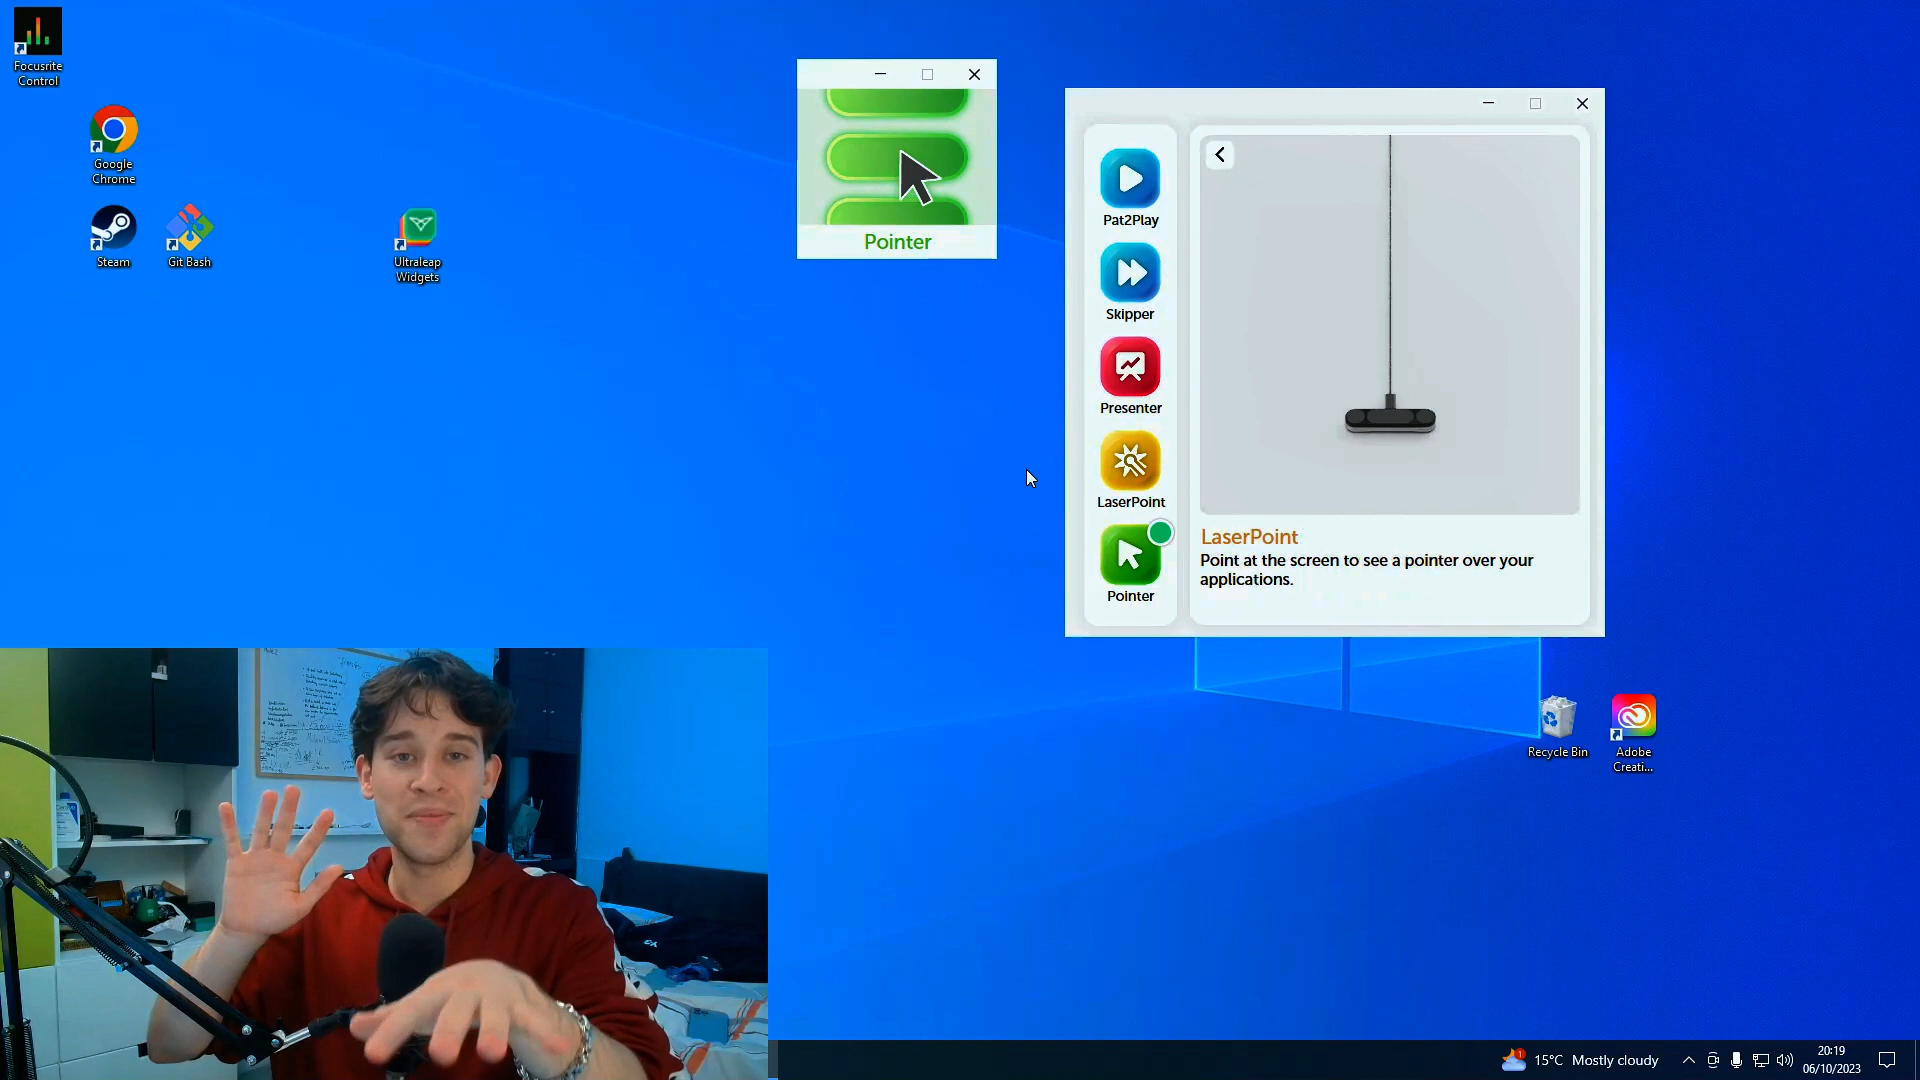 Focusrite
Control
Google
Chrome
Steam
Git Bash
Ultraleap
Widgets
Pointer
Pat2Play
Skipper
Presenter
LaserPoint
Pointer
LaserPoint
Point at the screen to see a pointer over your
applications.
Recycle Bin
Adobe
Creati...
1
15°C Mostly cloudy
20:19
06/10/2023